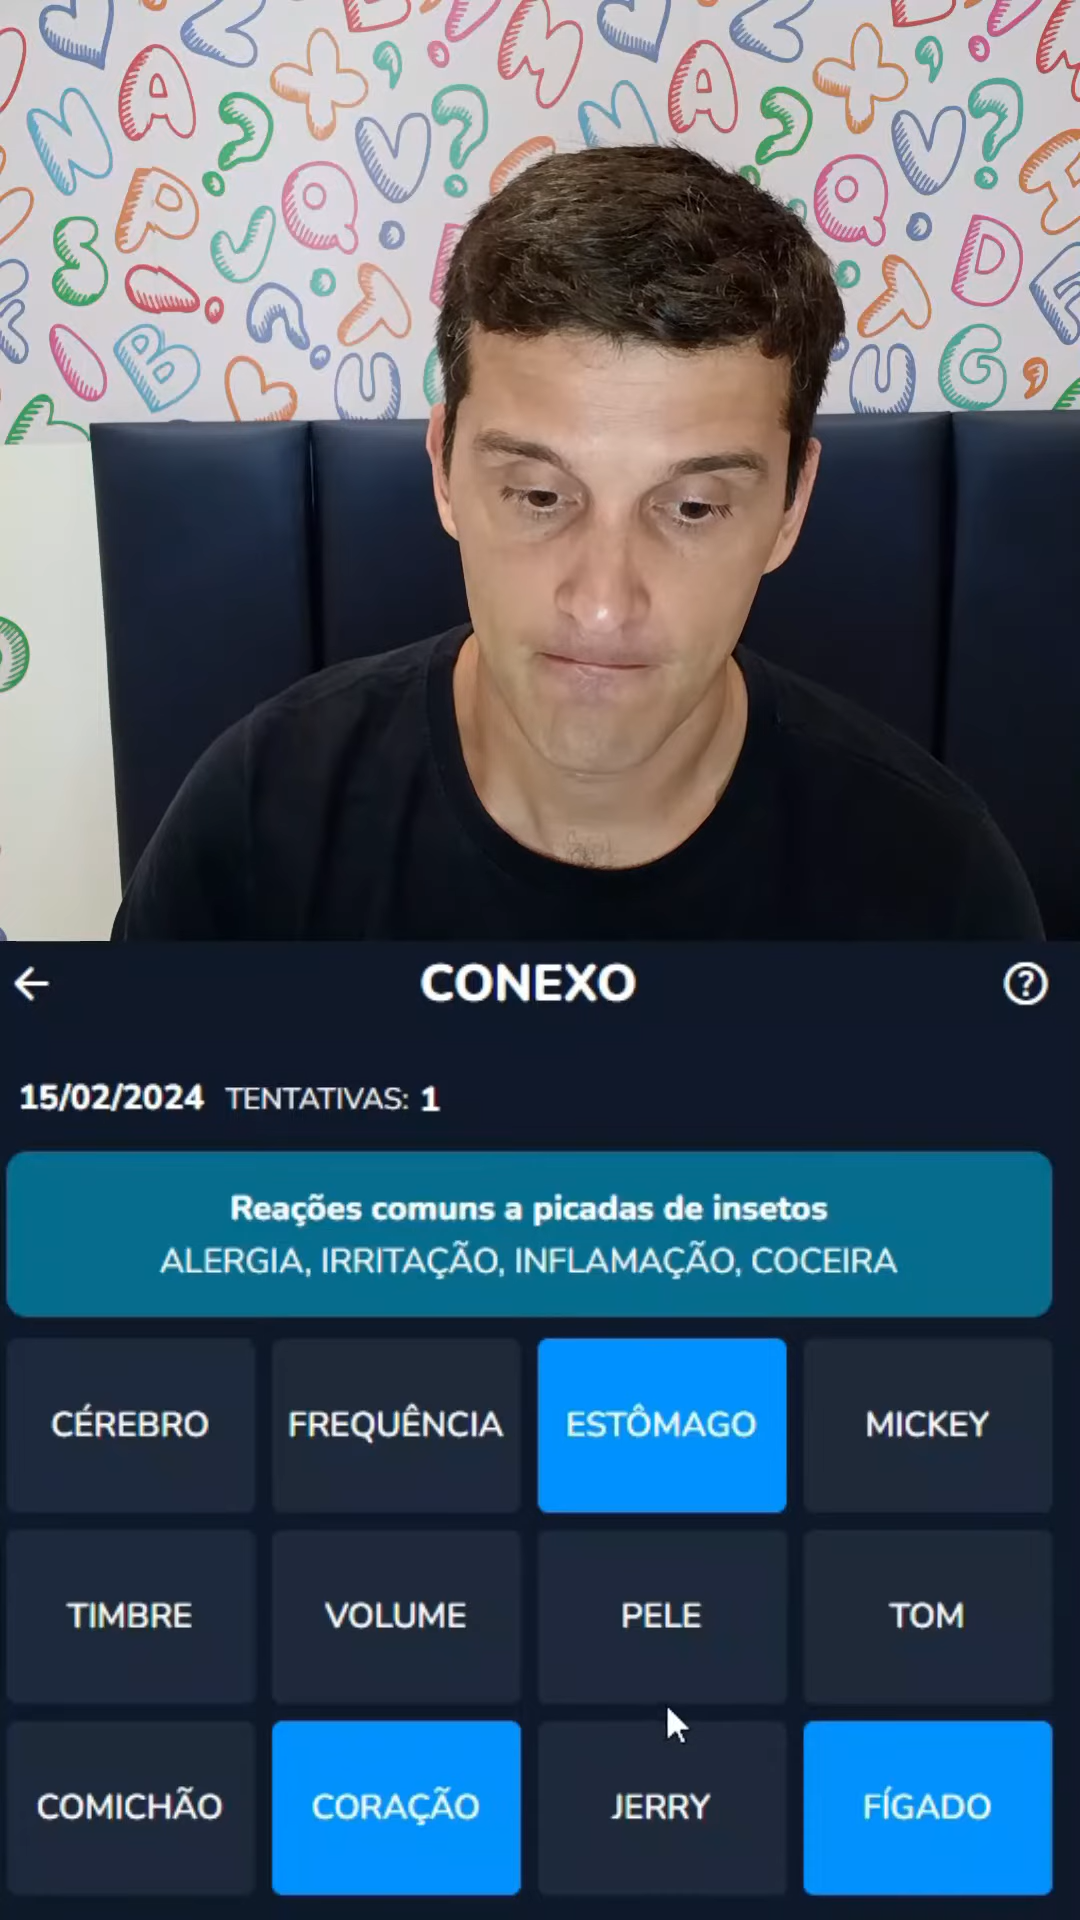 CONEXO
15/02/2024 TENTATIVAS: 1
Reações comuns a picadas de insetos
ALERGIA, IRRITAÇÃO, INFLAMAÇÃO, COCEIRA
CÉREBRO FREQUÊNCIA ESTÔMAGO MICKEY
TIMBRE VOLUME PELE TOM
COMICHÃO CORAÇÃO JERRY FÍGADO